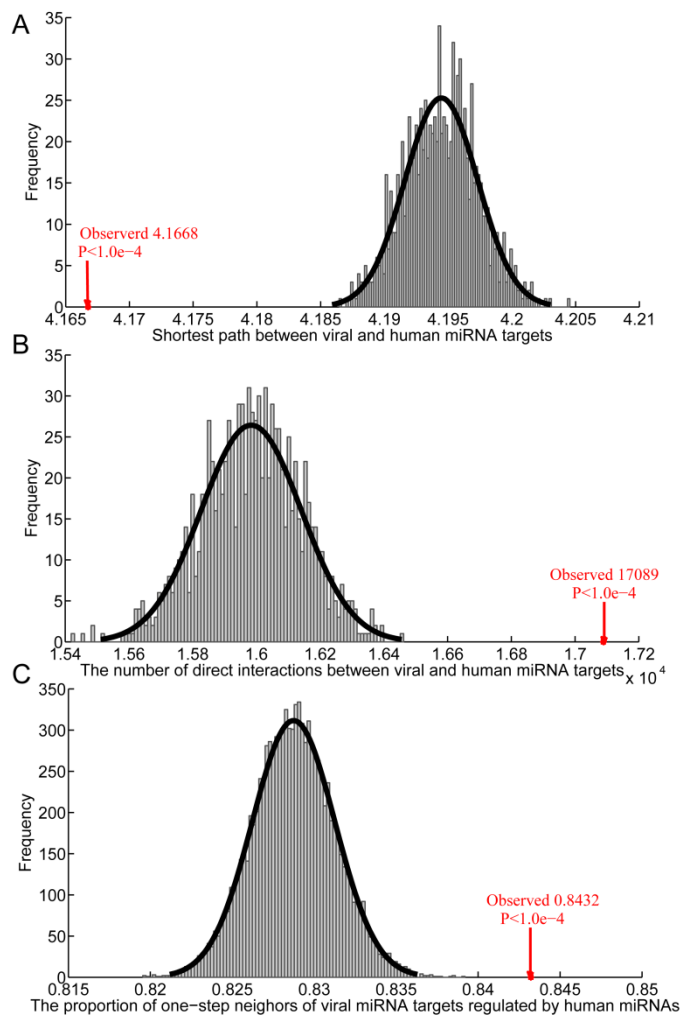 A
35
30
25
20
15
10
5
0
Frequency
Observerd 4.1668
P<1.0e−4
4.165 4.17 4.175 4.18 4.185 4.19 4.195 4.2 4.205 4.21
Shortest path between viral and human miRNA targets
B
35
30
25
20
15
10
5
0
Frequency
Observed 17089
P<1.0e−4
1.54 1.56 1.58 1.6 1.62 1.64 1.66 1.68 1.7 1.72
The number of direct interactions between viral and human miRNA targets
x 10⁴
C
350
300
250
200
150
100
50
0
Frequency
Observed 0.8432
P<1.0e−4
0.815 0.82 0.825 0.83 0.835 0.84 0.845 0.85
The proportion of one-step neighors of viral miRNA targets regulated by human miRNAs